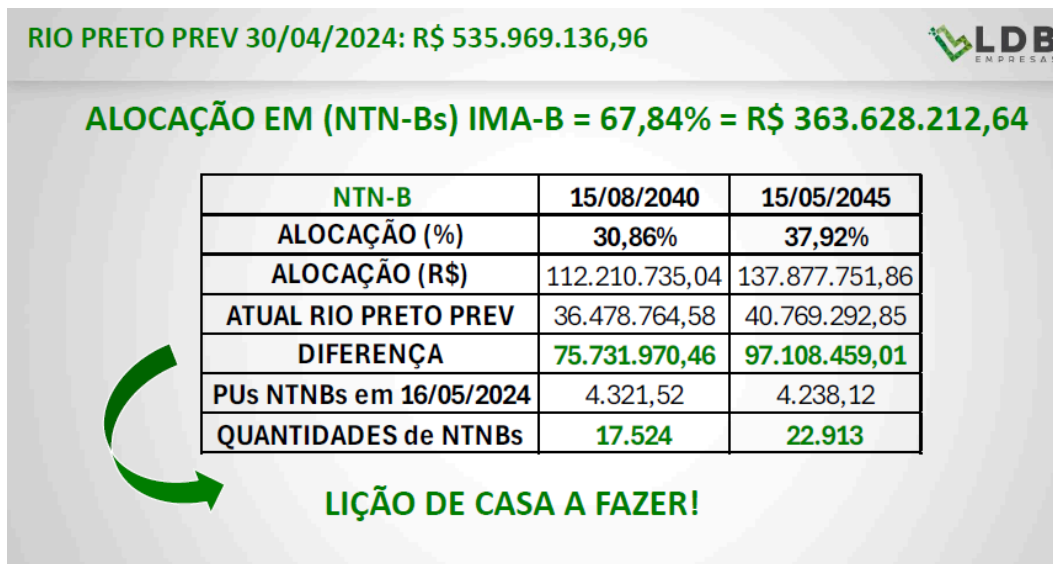 RIO PRETO PREV 30/04/2024: R$ 535.969.136,96
LDB
EMPRESAS
ALOCAÇÃO EM (NTN-Bs) IMA-B = 67,84% = R$ 363.628.212,64
NTN-B 15/08/2040 15/05/2045
ALOCAÇÃO (%) 30,86% 37,92%
ALOCAÇÃO (R$) 112.210.735,04 137.877.751,86
ATUAL RIO PRETO PREV 36.478.764,58 40.769.292,85
DIFERENÇA 75.731.970,46 97.108.459,01
PUs NTNBs em 16/05/2024 4.321,52 4.238,12
QUANTIDADES de NTNBs 17.524 22.913
LIÇÃO DE CASA A FAZER!